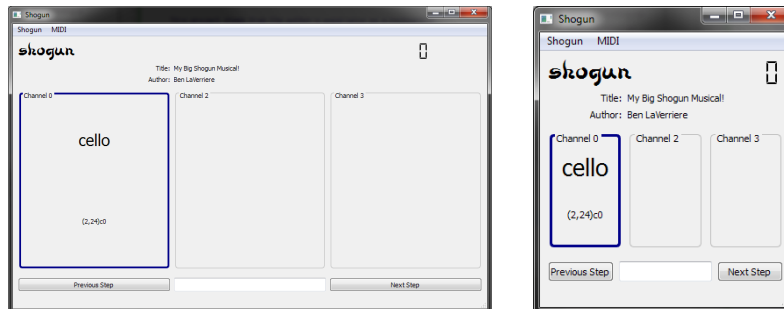 Shogun
Shogun MIDI
shogun 0
Title: My Big Shogun Musical!
Author: Ben LaVerriere
Channel 0 Channel 2 Channel 3
cello
(2,24)c0
Previous Step Next Step
Shogun
Shogun MIDI
shogun 0
Title: My Big Shogun Musical!
Author: Ben LaVerriere
Channel 0 Channel 2 Channel 3
cello
(2,24)c0
Previous Step Next Step